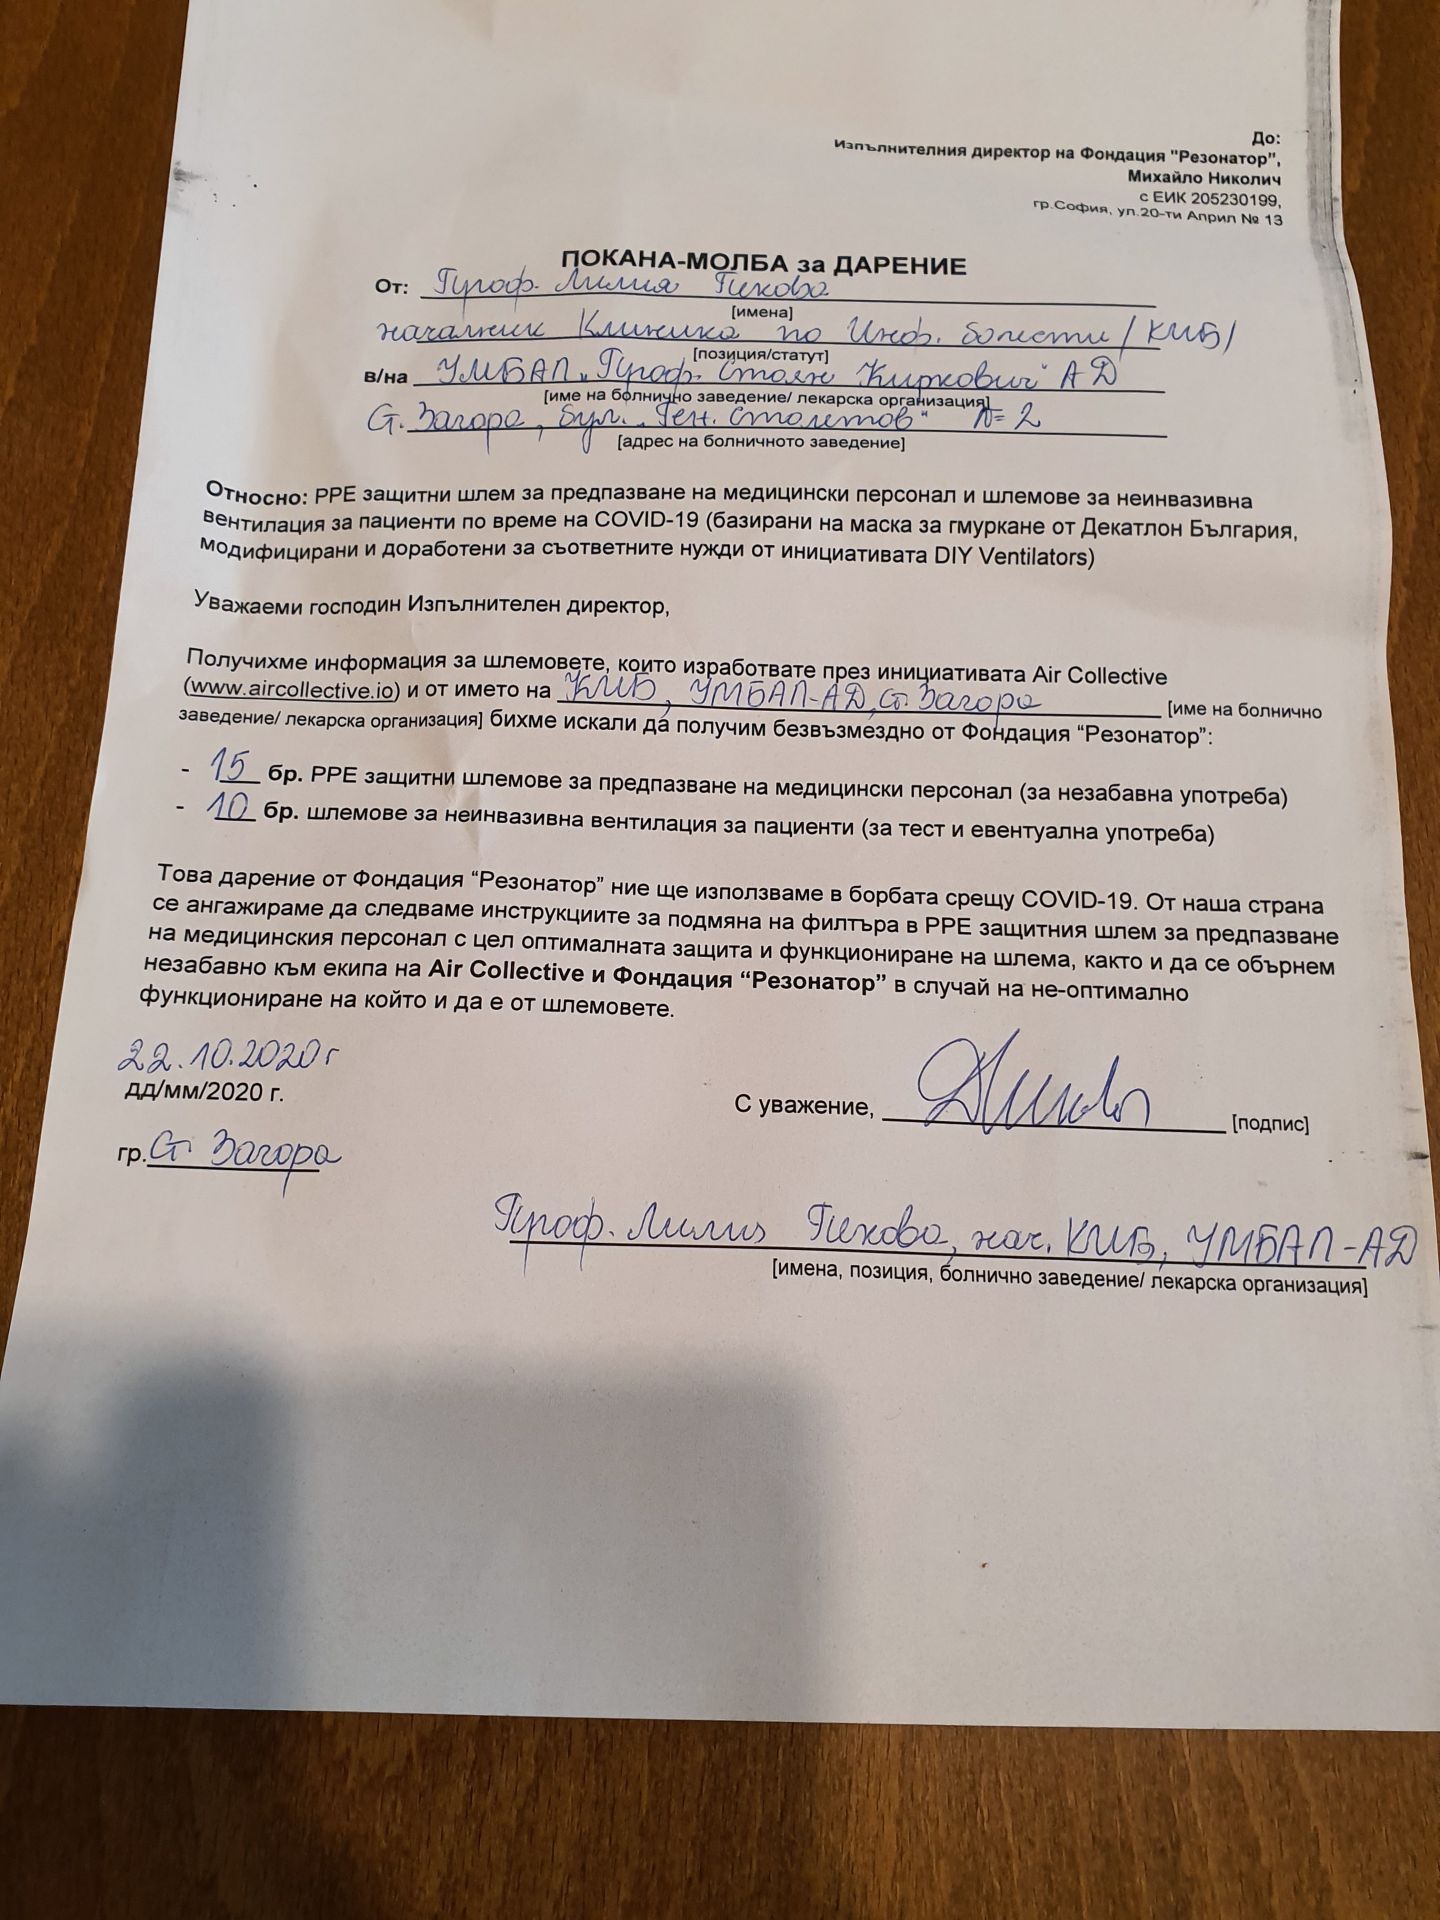 До:
Изпълнителния директор на Фондация "Резонатор",
Михайло Николич
с ЕИК 205230199,
гр.София, ул.20-ти Април № 13
ПОКАНА-МОЛБА за ДАРЕНИЕ
От: Проф. Лилия Пекова
[имена]
началник Клиника по Инф. болести /КИБ/
[позиция/статут]
в/на УМБАЛ „Проф. Стоян Киркович" АД
[име на болнично заведение/ лекарска организация]
Ст. Загора, бул. „Ген. Столетов" № 2
[адрес на болничното заведение]
Относно: PPE защитни шлем за предпазване на медицински персонал и шлемове за неинвазивна
вентилация за пациенти по време на COVID-19 (базирани на маска за гмуркане от Декатлон България,
модифицирани и доработени за съответните нужди от инициативата DIY Ventilators)
Уважаеми господин Изпълнителен директор,
Получихме информация за шлемовете, които изработвате през инициативата Air Collective
(www.aircollective.io) и от името на КИБ, УМБАЛ-АД, Ст. Загора [име на болнично
заведение/ лекарска организация] бихме искали да получим безвъзмездно от Фондация “Резонатор”:
- 15 бр. PPE защитни шлемове за предпазване на медицински персонал (за незабавна употреба)
- 10 бр. шлемове за неинвазивна вентилация за пациенти (за тест и евентуална употреба)
Това дарение от Фондация “Резонатор” ние ще използваме в борбата срещу COVID-19. От наша страна
се ангажираме да следваме инструкциите за подмяна на филтъра в PPE защитния шлем за предпазване
на медицинския персонал с цел оптималната защита и функциониране на шлема, както и да се обърнем
незабавно към екипа на Air Collective и Фондация “Резонатор” в случай на не-оптимално
функциониране на който и да е от шлемовете.
22.10.2020г
дд/мм/2020 г.
С уважение, [подпис]
гр. Ст. Загора
Проф. Лилия Пекова, нач. КИБ, УМБАЛ-АД
[имена, позиция, болнично заведение/ лекарска организация]